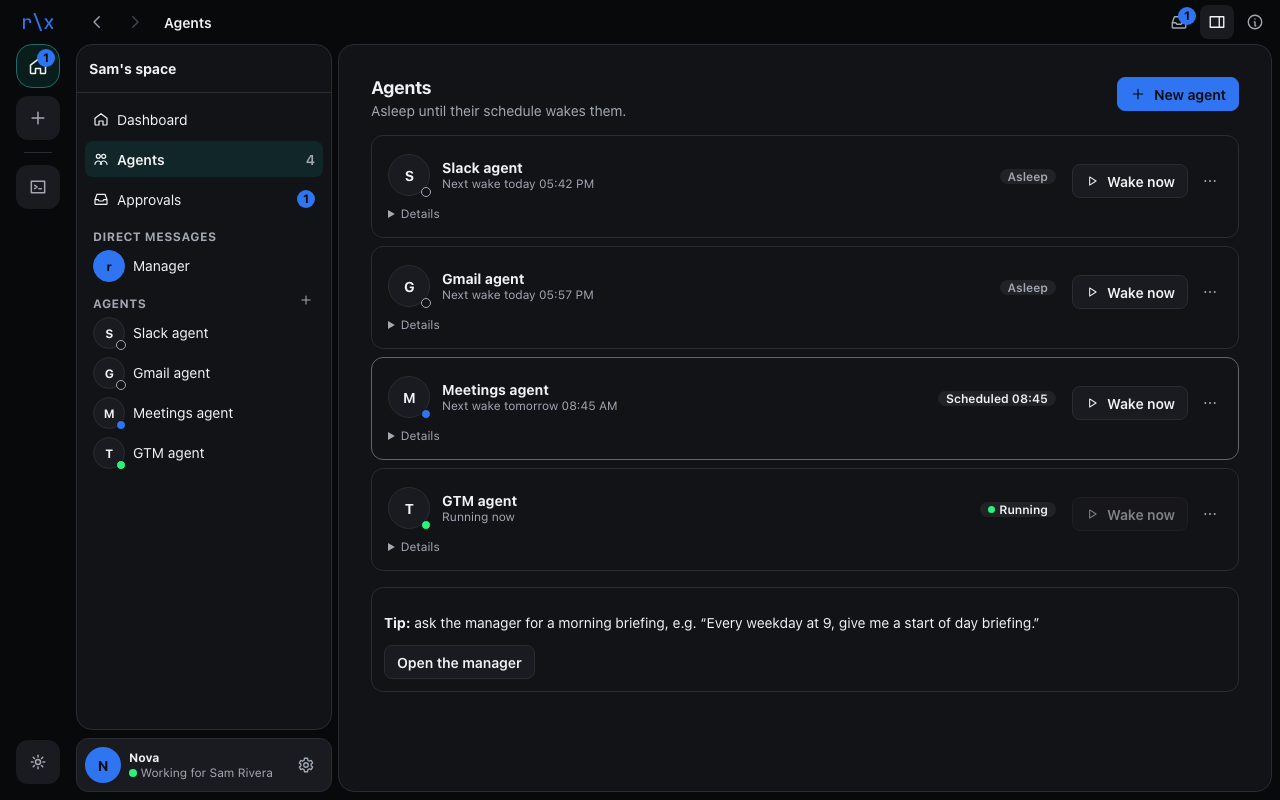 r\x
Agents
1
1
Sam's space
Dashboard
Agents 4
Approvals 1
DIRECT MESSAGES
r Manager
AGENTS
S Slack agent
G Gmail agent
M Meetings agent
T GTM agent
N Nova
Working for Sam Rivera
Agents
Asleep until their schedule wakes them.
New agent
S Slack agent
Next wake today 05:42 PM
Asleep
Wake now
Details
G Gmail agent
Next wake today 05:57 PM
Asleep
Wake now
Details
M Meetings agent
Next wake tomorrow 08:45 AM
Scheduled 08:45
Wake now
Details
T GTM agent
Running now
Running
Wake now
Details
Tip: ask the manager for a morning briefing, e.g. “Every weekday at 9, give me a start of day briefing.”
Open the manager